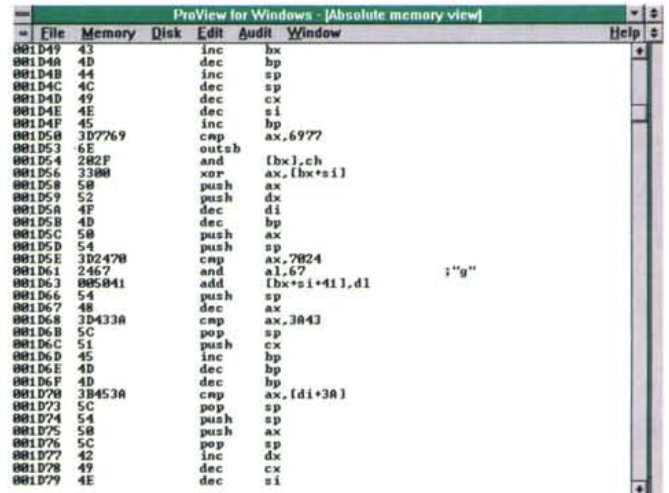 ProView for Windows - [Absolute memory view]
File Memory Disk Edit Audit Window Help
001D49 43 inc bx
001D4A 4D dec bp
001D4B 44 inc sp
001D4C 4C dec sp
001D4D 49 dec cx
001D4E 4E dec si
001D4F 45 inc bp
001D50 3D7769 cmp ax,6977
001D53 6E outsb
001D54 202F and [bx],ch
001D56 3300 xor ax,[bx+si]
001D58 50 push ax
001D59 52 push dx
001D5A 4F dec di
001D5B 4D dec bp
001D5C 50 push ax
001D5D 54 push sp
001D5E 3D2470 cmp ax,7024
001D61 2467 and al,67 ;"g"
001D63 005041 add [bx+si+41],dl
001D66 54 push sp
001D67 48 dec ax
001D68 3D433A cmp ax,3A43
001D6B 5C pop sp
001D6C 51 push cx
001D6D 45 inc bp
001D6E 4D dec bp
001D6F 4D dec bp
001D70 3B453A cmp ax,[di+3A]
001D73 5C pop sp
001D74 54 push sp
001D75 50 push ax
001D76 5C pop sp
001D77 42 inc dx
001D78 49 dec cx
001D79 4E dec si